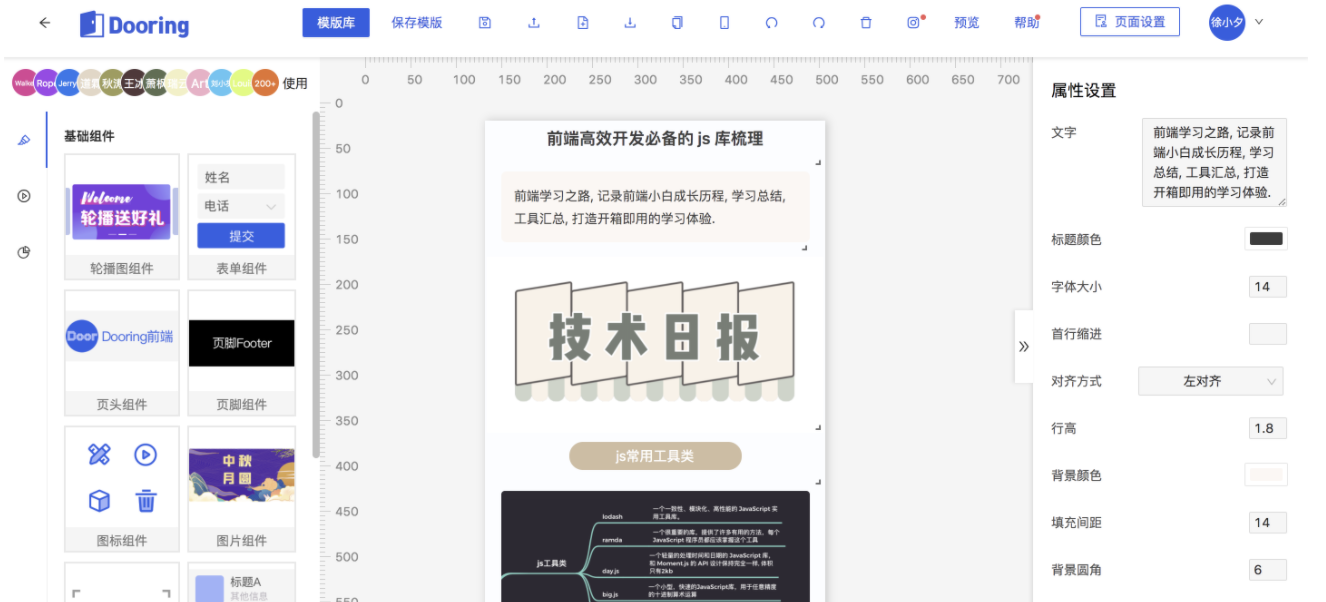 Dooring
模版库
保存模版
预览
帮助
页面设置
徐小夕
200+
使用
0 50 100 150 200 250 300 350 400 450 500 550 600 650 700
0
50
100
150
200
250
300
350
400
450
500
550
基础组件
Welcome
轮播送好礼
轮播图组件
姓名
电话
提交
表单组件
Door Dooring前端
页头组件
页脚Footer
页脚组件
图标组件
中秋
月圆
图片组件
标题A
其他信息
前端高效开发必备的 js 库梳理
前端学习之路, 记录前端小白成长历程, 学习总结,
工具汇总, 打造开箱即用的学习体验.
技术日报
js常用工具类
js工具类
lodash
一个一致性、模块化、高性能的 JavaScript 实
用工具库。
ramda
一个很重要的库，提供了许多有用的方法，每个
JavaScript 程序员都应该掌握这个工具
day.js
一个轻量的处理时间和日期的 JavaScript 库，
和 Moment.js 的 API 设计保持完全一样, 体积
只有2kb
big.js
一个小型、快速的JavaScript库，用于任意精度
的十进制算术运算
属性设置
文字
前端学习之路, 记录前
端小白成长历程, 学习
总结, 工具汇总, 打造
开箱即用的学习体验.
标题颜色
字体大小
14
首行缩进
对齐方式
左对齐
行高
1.8
背景颜色
填充间距
14
背景圆角
6